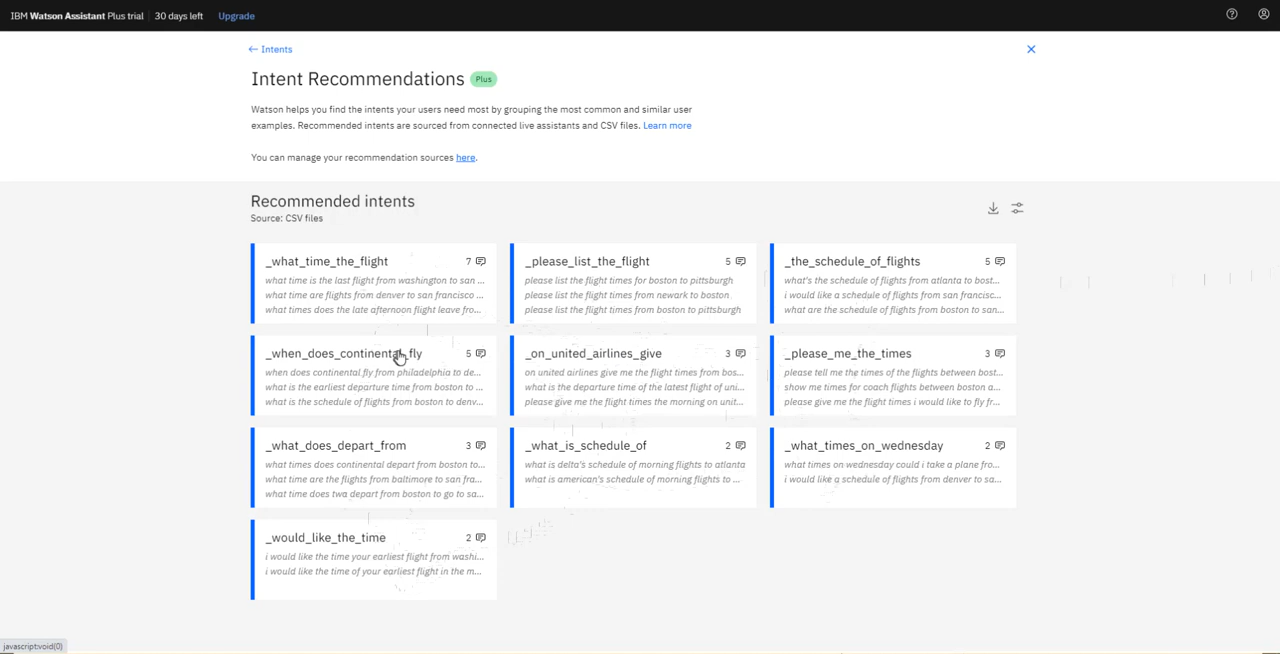 IBM Watson Assistant Plus trial 30 days left Upgrade
← Intents
Intent Recommendations Plus
Watson helps you find the intents your users need most by grouping the most common and similar user
examples. Recommended intents are sourced from connected live assistants and CSV files. Learn more
You can manage your recommendation sources here.
Recommended intents
Source: CSV files
_what_time_the_flight 7
what time is the last flight from washington to san ...
what time are flights from denver to san francisco ...
what times does the late afternoon flight leave fro...
_please_list_the_flight 5
please list the flight times for boston to pittsburgh
please list the flight times from newark to boston
please list the flight times from boston to pittsburgh
_the_schedule_of_flights 5
what's the schedule of flights from atlanta to bost...
i would like a schedule of flights from san francisc...
what are the schedule of flights from boston to san...
_when_does_continental_fly 5
when does continental fly from philadelphia to de...
what is the earliest departure time from boston to ...
what is the schedule of flights from boston to denv...
_on_united_airlines_give 3
on united airlines give me the flight times from bos...
what is the departure time of the latest flight of uni...
please give me the flight times the morning on unit...
_please_me_the_times 3
please tell me the times of the flights between bost...
show me times for coach flights between boston a...
please give me the flight times i would like to fly fr...
_what_does_depart_from 3
what times does continental depart from boston to...
what time are the flights from baltimore to san fra...
what time does twa depart from boston to go to sa...
_what_is_schedule_of 2
what is delta's schedule of morning flights to atlanta
what is american's schedule of morning flights to ...
_what_times_on_wednesday 2
what times on wednesday could i take a plane fro...
i would like a schedule of flights from denver to sa...
_would_like_the_time 2
i would like the time your earliest flight from washi...
i would like the time of your earliest flight in the m...
javascript:void(0)